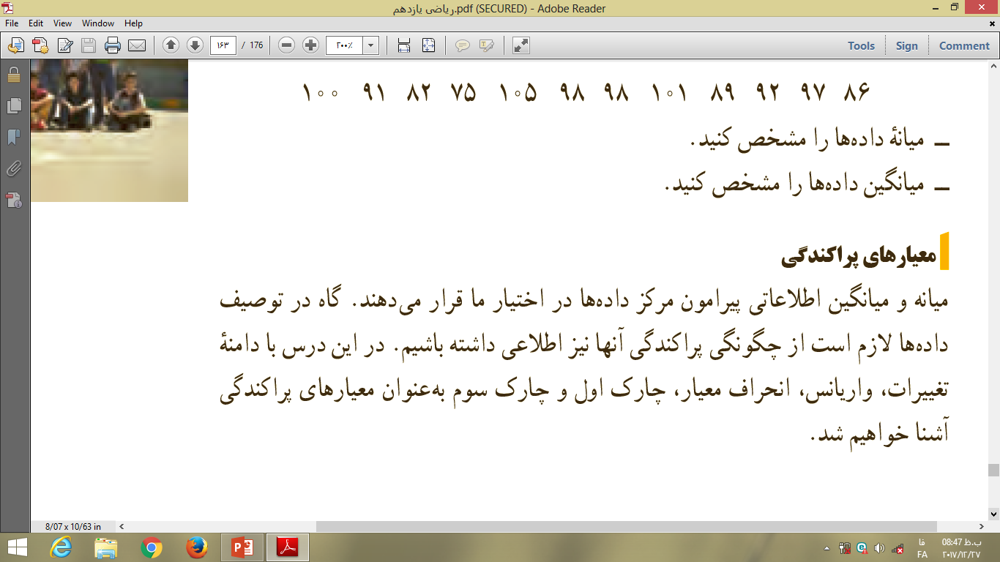 ریاضی یازدهم.pdf (SECURED) - Adobe Reader
File Edit View Window Help
۱۶۳ / 176 ۲۰۰٪ Tools Sign Comment
۸۶ ۹۷ ۹۲ ۸۹ ۱۰۱ ۹۸ ۹۸ ۱۰۵ ۷۵ ۸۲ ۹۱ ۱۰۰
ــ میانهٔ داده‌ها را مشخص کنید.
ــ میانگین داده‌ها را مشخص کنید.
معیارهای پراکندگی
میانه و میانگین اطلاعاتی پیرامون مرکز داده‌ها در اختیار ما قرار می‌دهند. گاه در توصیف
داده‌ها لازم است از چگونگی پراکندگی آنها نیز اطلاعی داشته باشیم. در این درس با دامنهٔ
تغییرات، واریانس، انحراف معیار، چارک اول و چارک سوم به‌عنوان معیارهای پراکندگی
آشنا خواهیم شد.
8/07 x 10/63 in
فا ب.ظ 08:47
FA ۲۰۱۷/۱۲/۲۷